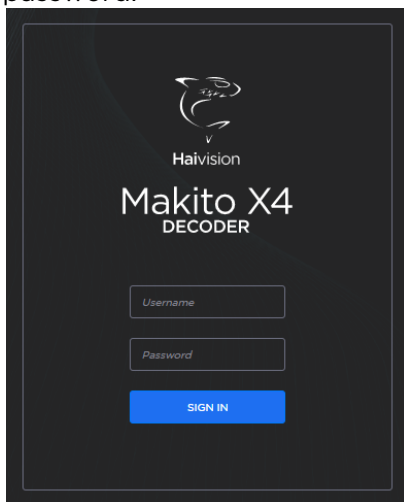 password.
Haivision
Makito X4
DECODER
Username
Password
SIGN IN